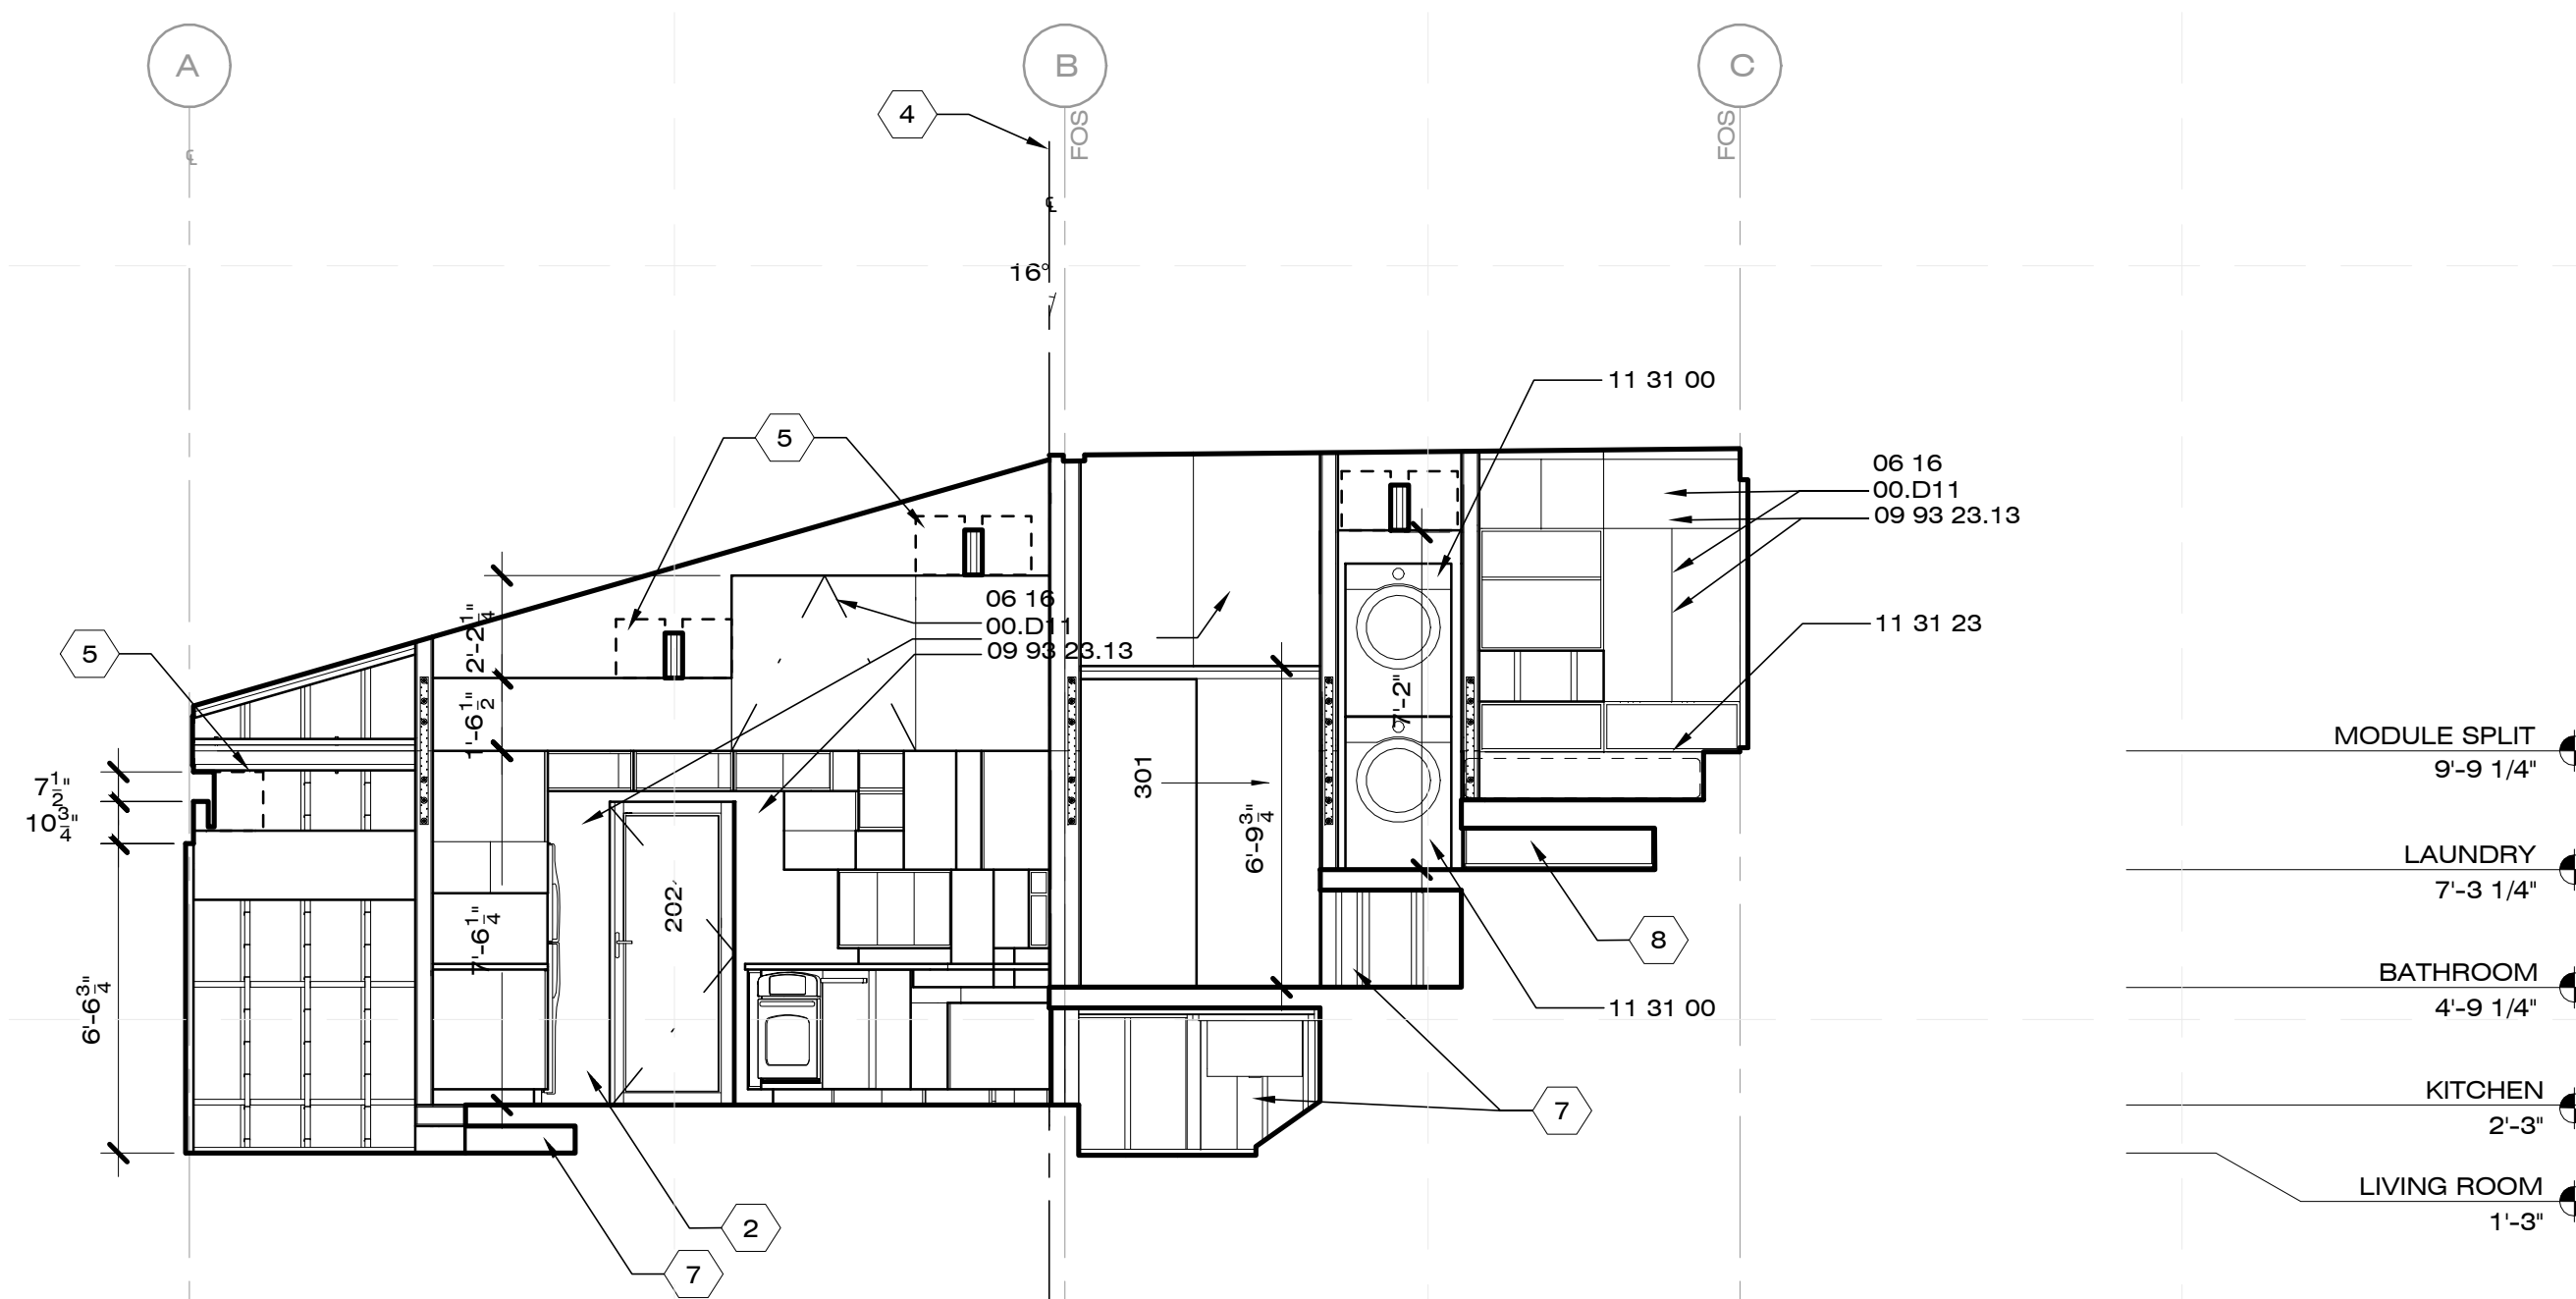 A
B
C
4
FOS
FOS
℄
℄
16°
11 31 00
5
06 16
00.D11
09 93 23.13
06 16
00.D11
09 93 23.13
5
2'-2 1/4"
1'-6 1/2"
7'-2"
11 31 23
7 1/2"
10 3/4"
301
6'-9 3/4"
202
7'-6 1/4"
6'-6 3/4"
8
11 31 00
7
2
7
MODULE SPLIT
9'-9 1/4"
LAUNDRY
7'-3 1/4"
BATHROOM
4'-9 1/4"
KITCHEN
2'-3"
LIVING ROOM
1'-3"